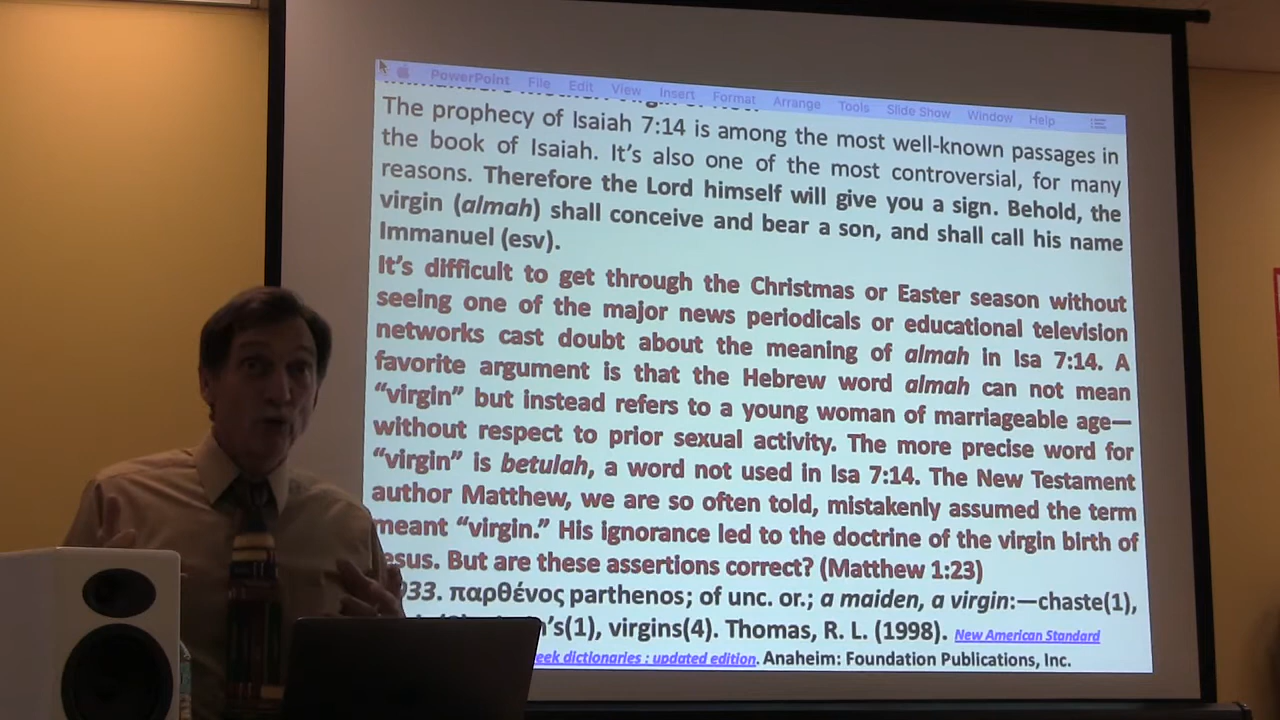 PowerPoint File Edit View Insert Format Arrange Tools Slide Show Window Help
The prophecy of Isaiah 7:14 is among the most well-known passages in
the book of Isaiah. It’s also one of the most controversial, for many
reasons. Therefore the Lord himself will give you a sign. Behold, the
virgin (almah) shall conceive and bear a son, and shall call his name
Immanuel (esv).
It’s difficult to get through the Christmas or Easter season without
seeing one of the major news periodicals or educational television
networks cast doubt about the meaning of almah in Isa 7:14. A
favorite argument is that the Hebrew word almah can not mean
“virgin” but instead refers to a young woman of marriageable age—
without respect to prior sexual activity. The more precise word for
“virgin” is betulah, a word not used in Isa 7:14. The New Testament
author Matthew, we are so often told, mistakenly assumed the term
meant “virgin.” His ignorance led to the doctrine of the virgin birth of
esus. But are these assertions correct? (Matthew 1:23)
933. παρθένος parthenos; of unc. or.; a maiden, a virgin:—chaste(1),
’s(1), virgins(4). Thomas, R. L. (1998). New American Standard
eek dictionaries : updated edition. Anaheim: Foundation Publications, Inc.